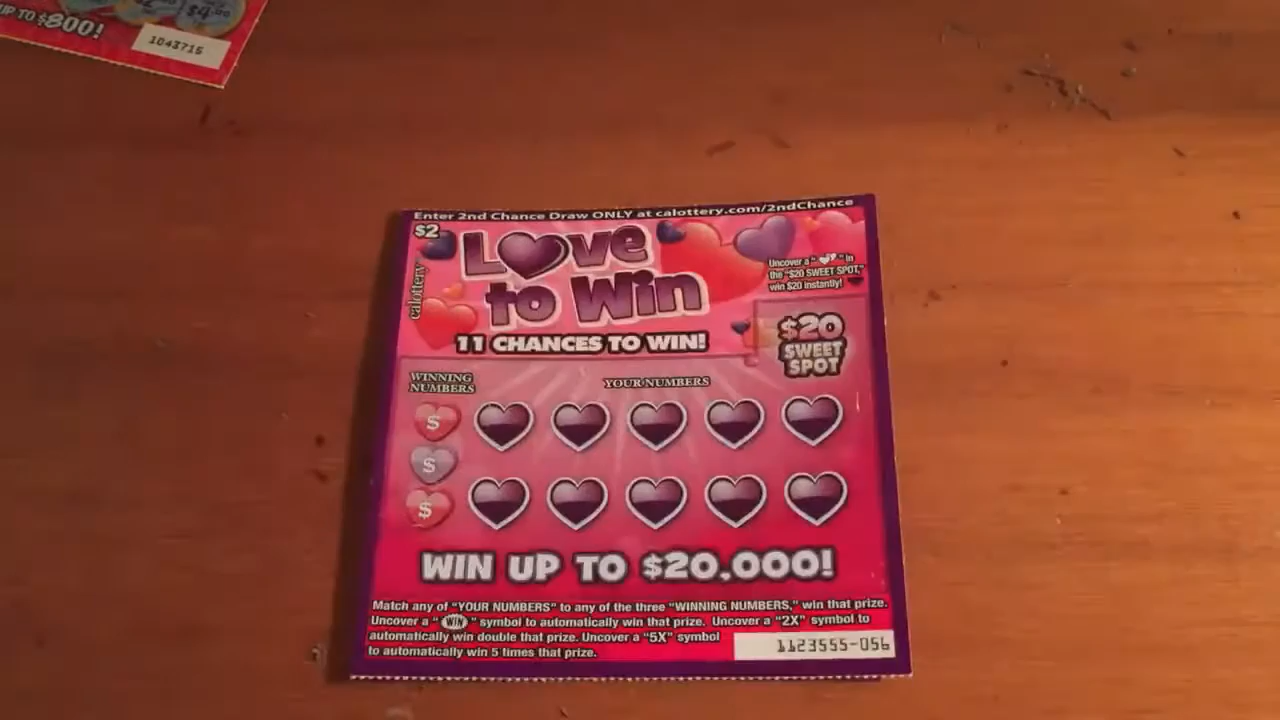 UP TO $800!
$4.00
1043715
Enter 2nd Chance Draw ONLY at calottery.com/2ndChance
$2
calottery
Love
to Win
11 CHANCES TO WIN!
Uncover a " " in
the "$20 SWEET SPOT,"
win $20 instantly!
$20
SWEET
SPOT
WINNING
NUMBERS
YOUR NUMBERS
$
$
$
WIN UP TO $20,000!
Match any of "YOUR NUMBERS" to any of the three "WINNING NUMBERS," win that prize.
Uncover a "WIN" symbol to automatically win that prize. Uncover a "2X" symbol to
automatically win double that prize. Uncover a "5X" symbol
to automatically win 5 times that prize.
1123555-056